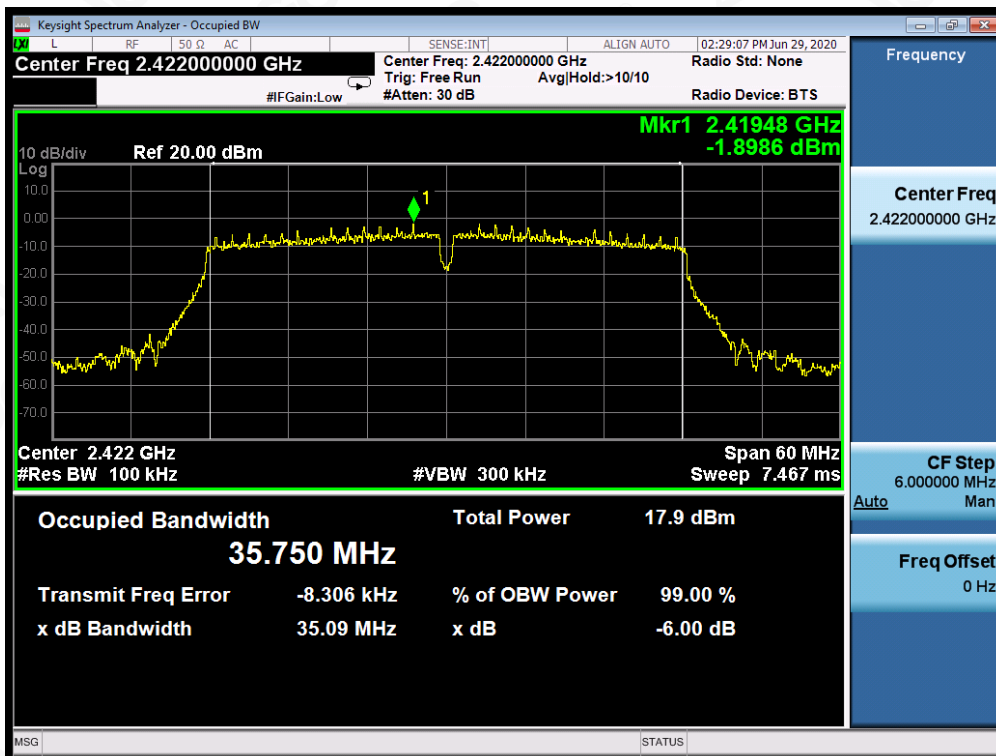 Keysight Spectrum Analyzer - Occupied BW
LXI L RF 50 Ω AC SENSE:INT ALIGN AUTO 02:29:07 PM Jun 29, 2020
Center Freq 2.422000000 GHz
Center Freq: 2.422000000 GHz Radio Std: None
Trig: Free Run Avg|Hold:>10/10
#IFGain:Low #Atten: 30 dB Radio Device: BTS
Mkr1 2.41948 GHz
-1.8986 dBm
10 dB/div Ref 20.00 dBm
Log
10.0
1
0.00
-10.0
-20.0
-30.0
-40.0
-50.0
-60.0
-70.0
Center 2.422 GHz Span 60 MHz
#Res BW 100 kHz #VBW 300 kHz Sweep 7.467 ms
Occupied Bandwidth Total Power 17.9 dBm
35.750 MHz
Transmit Freq Error -8.306 kHz % of OBW Power 99.00 %
x dB Bandwidth 35.09 MHz x dB -6.00 dB
Frequency
Center Freq
2.422000000 GHz
CF Step
6.000000 MHz
Auto Man
Freq Offset
0 Hz
MSG STATUS